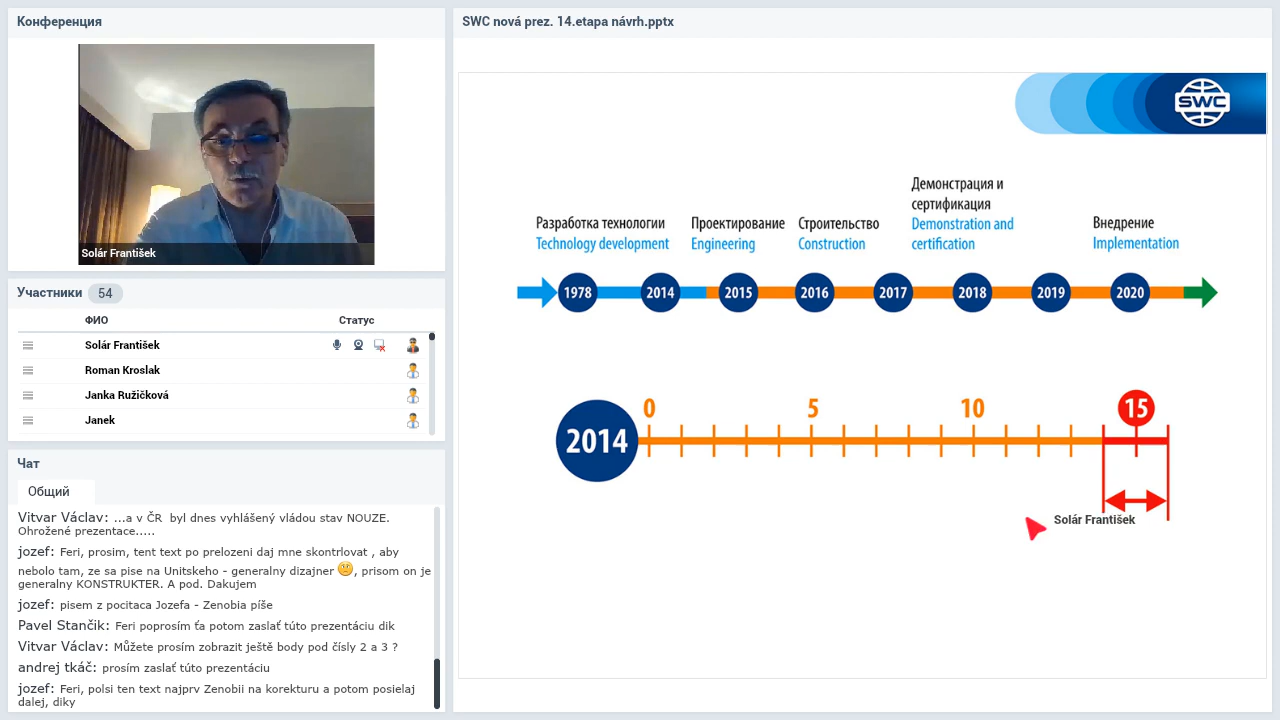 Конференция
Solár František
Участники 54
ФИО Статус
Solár František
Roman Kroslak
Janka Ružičková
Janek
Чат
Общий
Vitvar Václav: ...a v ČR byl dnes vyhlášený vládou stav NOUZE.
Ohrožené prezentace.....
jozef: Feri, prosim, tent text po prelozeni daj mne skontrlovat , aby
nebolo tam, ze sa pise na Unitskeho - generalny dizajner , prisom on je
generalny KONSTRUKTER. A pod. Dakujem
jozef: pisem z pocitaca Jozefa - Zenobia píše
Pavel Stančik: Feri poprosím ťa potom zaslať túto prezentáciu dik
Vitvar Václav: Můžete prosím zobrazit ještě body pod čísly 2 a 3 ?
andrej tkáč: prosím zaslať túto prezentáciu
jozef: Feri, polsi ten text najprv Zenobii na korekturu a potom posielaj
dalej, diky
SWC nová prez. 14.etapa návrh.pptx
SWC
Разработка технологии
Technology development
Проектирование
Engineering
Строительство
Construction
Демонстрация и
сертификация
Demonstration and
certification
Внедрение
Implementation
1978 2014 2015 2016 2017 2018 2019 2020
0 5 10 15
2014
Solár František